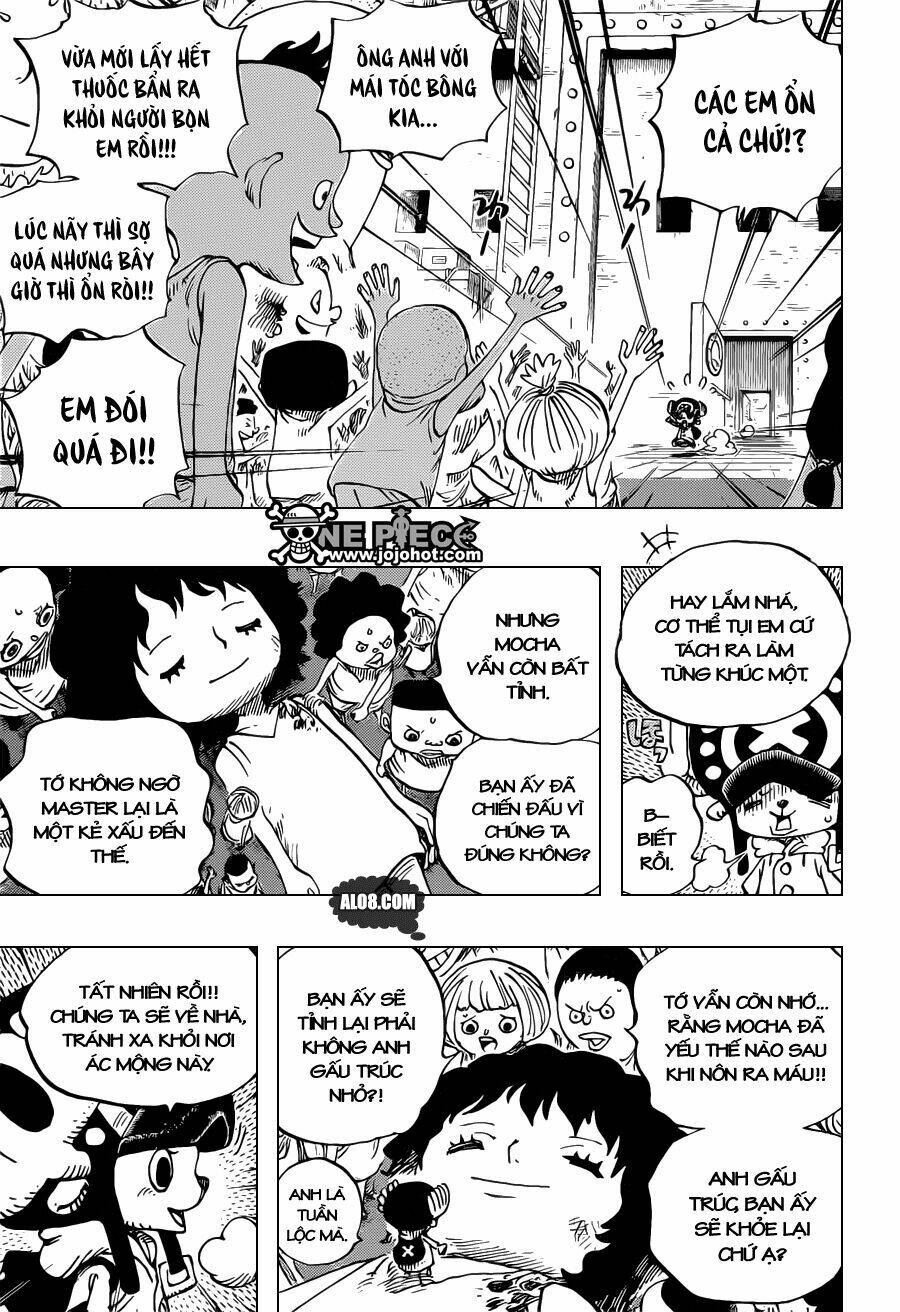 CÁC EM ỔN
CẢ CHỨ!?
ÔNG ANH VỚI
MÁI TÓC BÔNG
KIA...
VỪA MỚI LẤY HẾT
THUỐC BẨN RA
KHỎI NGƯỜI BỌN
EM RỒI!!!
LÚC NÃY THÌ SỢ
QUÁ NHƯNG BÂY
GIỜ THÌ ỔN RỒI!!
EM ĐÓI
QUÁ ĐI!!
ONE PIECE
www.jojohot.com
HAY LẮM NHÁ,
CƠ THỂ TỤI EM CỨ
TÁCH RA LÀM
TỪNG KHÚC MỘT.
B-
BIẾT
RỒI.
NHƯNG
MOCHA
VẪN CÒN BẤT
TỈNH.
BẠN ẤY ĐÃ
CHIẾN ĐẤU VÌ
CHÚNG TA
ĐÚNG KHÔNG?
TỚ KHÔNG NGỜ
MASTER LẠI LÀ
MỘT KẺ XẤU ĐẾN
THẾ.
ALO8.COM
TỚ VẪN CÒN NHỚ...
RẰNG MOCHA ĐÃ
YẾU THẾ NÀO SAU
KHI NÔN RA MÁU!!
ANH GẤU
TRÚC, BẠN ẤY
SẼ KHỎE LẠI
CHỨ Ạ?
BẠN ẤY SẼ
TỈNH LẠI PHẢI
KHÔNG ANH
GẤU TRÚC
NHỎ?!
ANH LÀ
TUẦN
LỘC MÀ.
TẤT NHIÊN RỒI!!
CHÚNG TA SẼ VỀ NHÀ,
TRÁNH XA KHỎI NƠI
ÁC MỘNG NÀY.